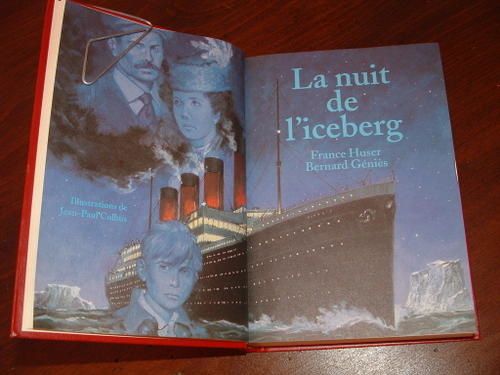 Illustrations de
Jean-Paul Colbus
La nuit
de
l'iceberg
France Huser
Bernard Géniès